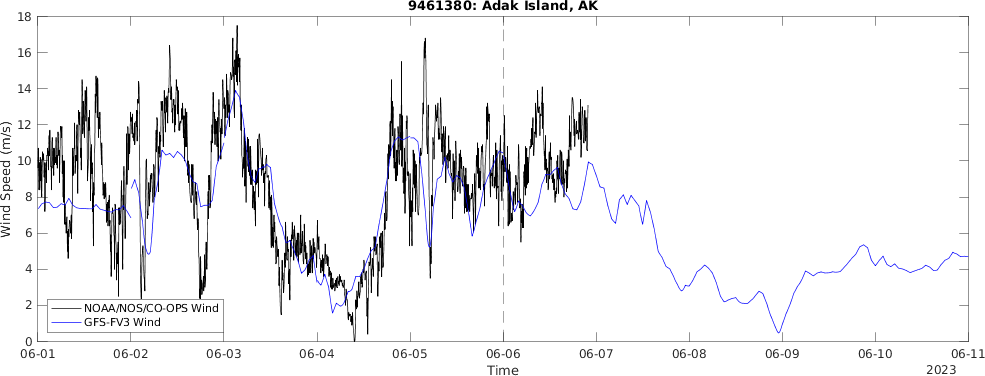 9461380: Adak Island, AK
18
16
14
12
10
8
6
4
2
0
Wind Speed (m/s)
NOAA/NOS/CO-OPS Wind
GFS-FV3 Wind
06-01 06-02 06-03 06-04 06-05 06-06 06-07 06-08 06-09 06-10 06-11
Time
2023